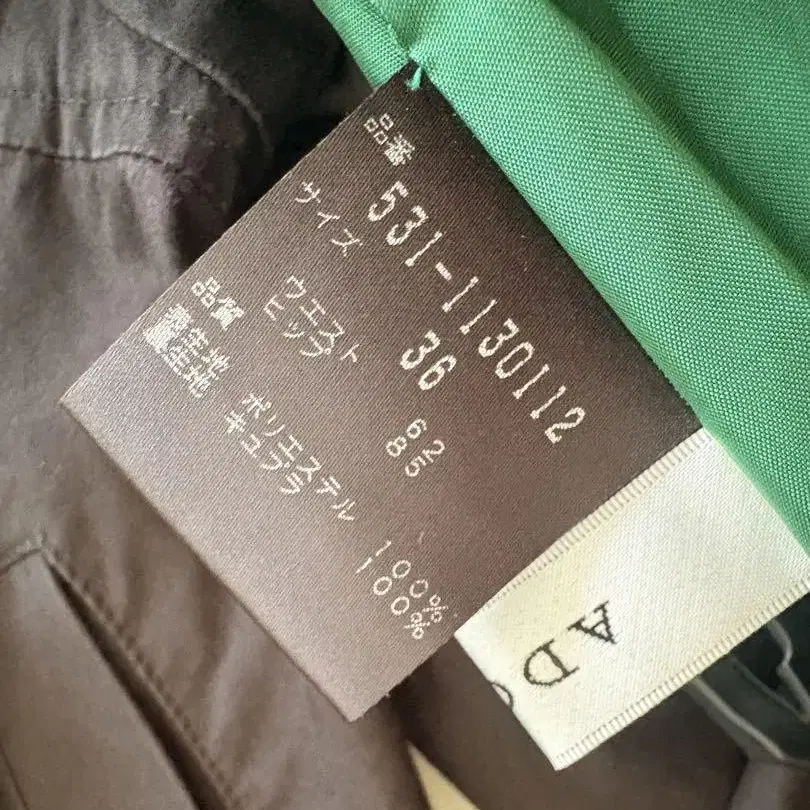 品番 531-1130112
サイズ 36
ウエスト 62
ヒップ 85
品質
表生地 ポリエステル 100%
裏生地 キュプラ 100%
AD